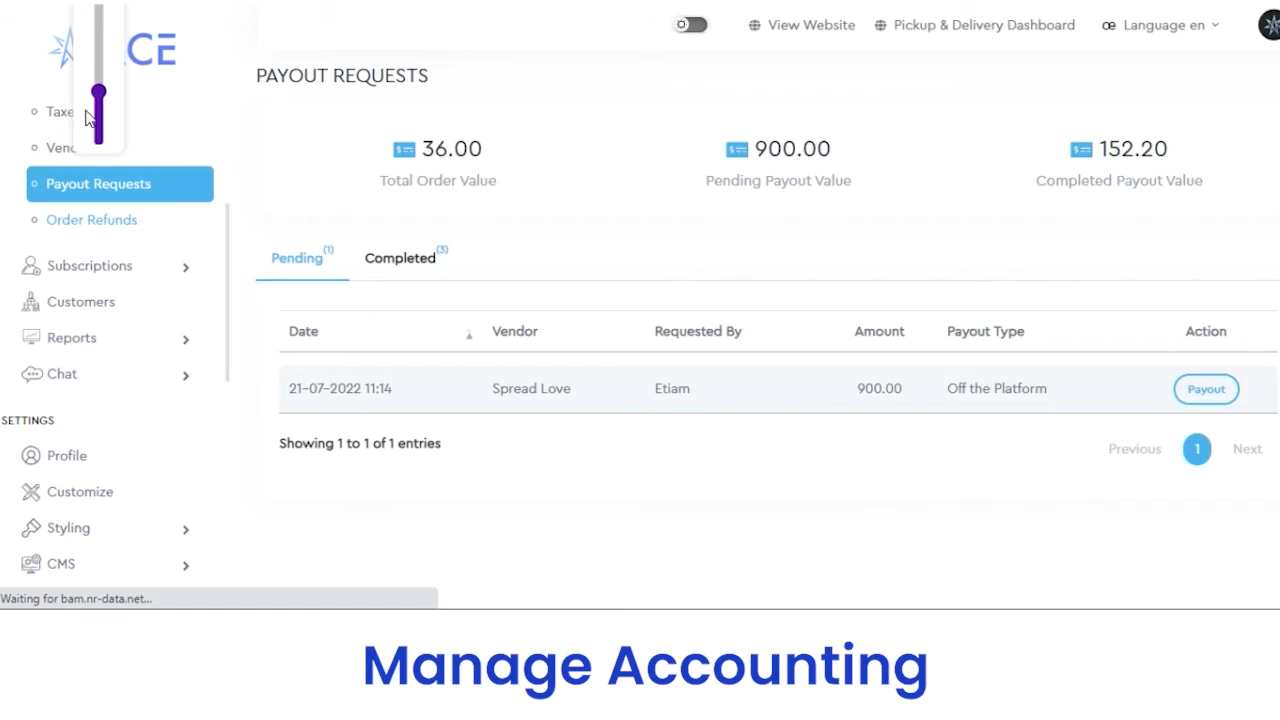 CE
View Website
Pickup & Delivery Dashboard
Language en
PAYOUT REQUESTS
36.00
Total Order Value
900.00
Pending Payout Value
152.20
Completed Payout Value
Payout Requests
Order Refunds
Subscriptions
Customers
Reports
Chat
SETTINGS
Profile
Customize
Styling
CMS
Pending (1)
Completed (3)
Date Vendor Requested By Amount Payout Type Action
21-07-2022 11:14 Spread Love Etiam 900.00 Off the Platform Payout
Showing 1 to 1 of 1 entries
Previous 1 Next
Waiting for bam.nr-data.net...
Manage Accounting